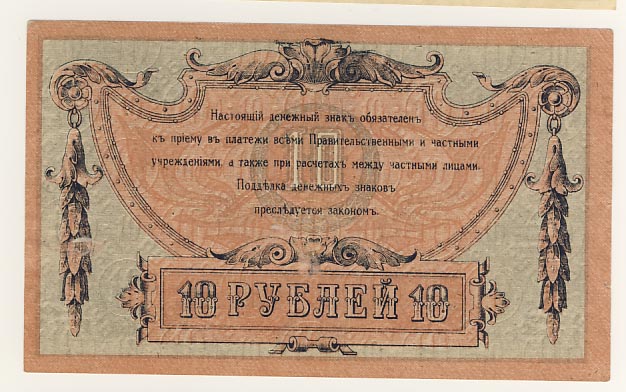 Настоящій денежный знакъ обязателенъ
къ пріему въ платежи всѣми Правительственными и частными
учрежденіями, а также при расчетахъ между частными лицами.
Поддѣлка денежныхъ знаковъ
преслѣдуется закономъ.
10
10 РУБЛЕЙ 10